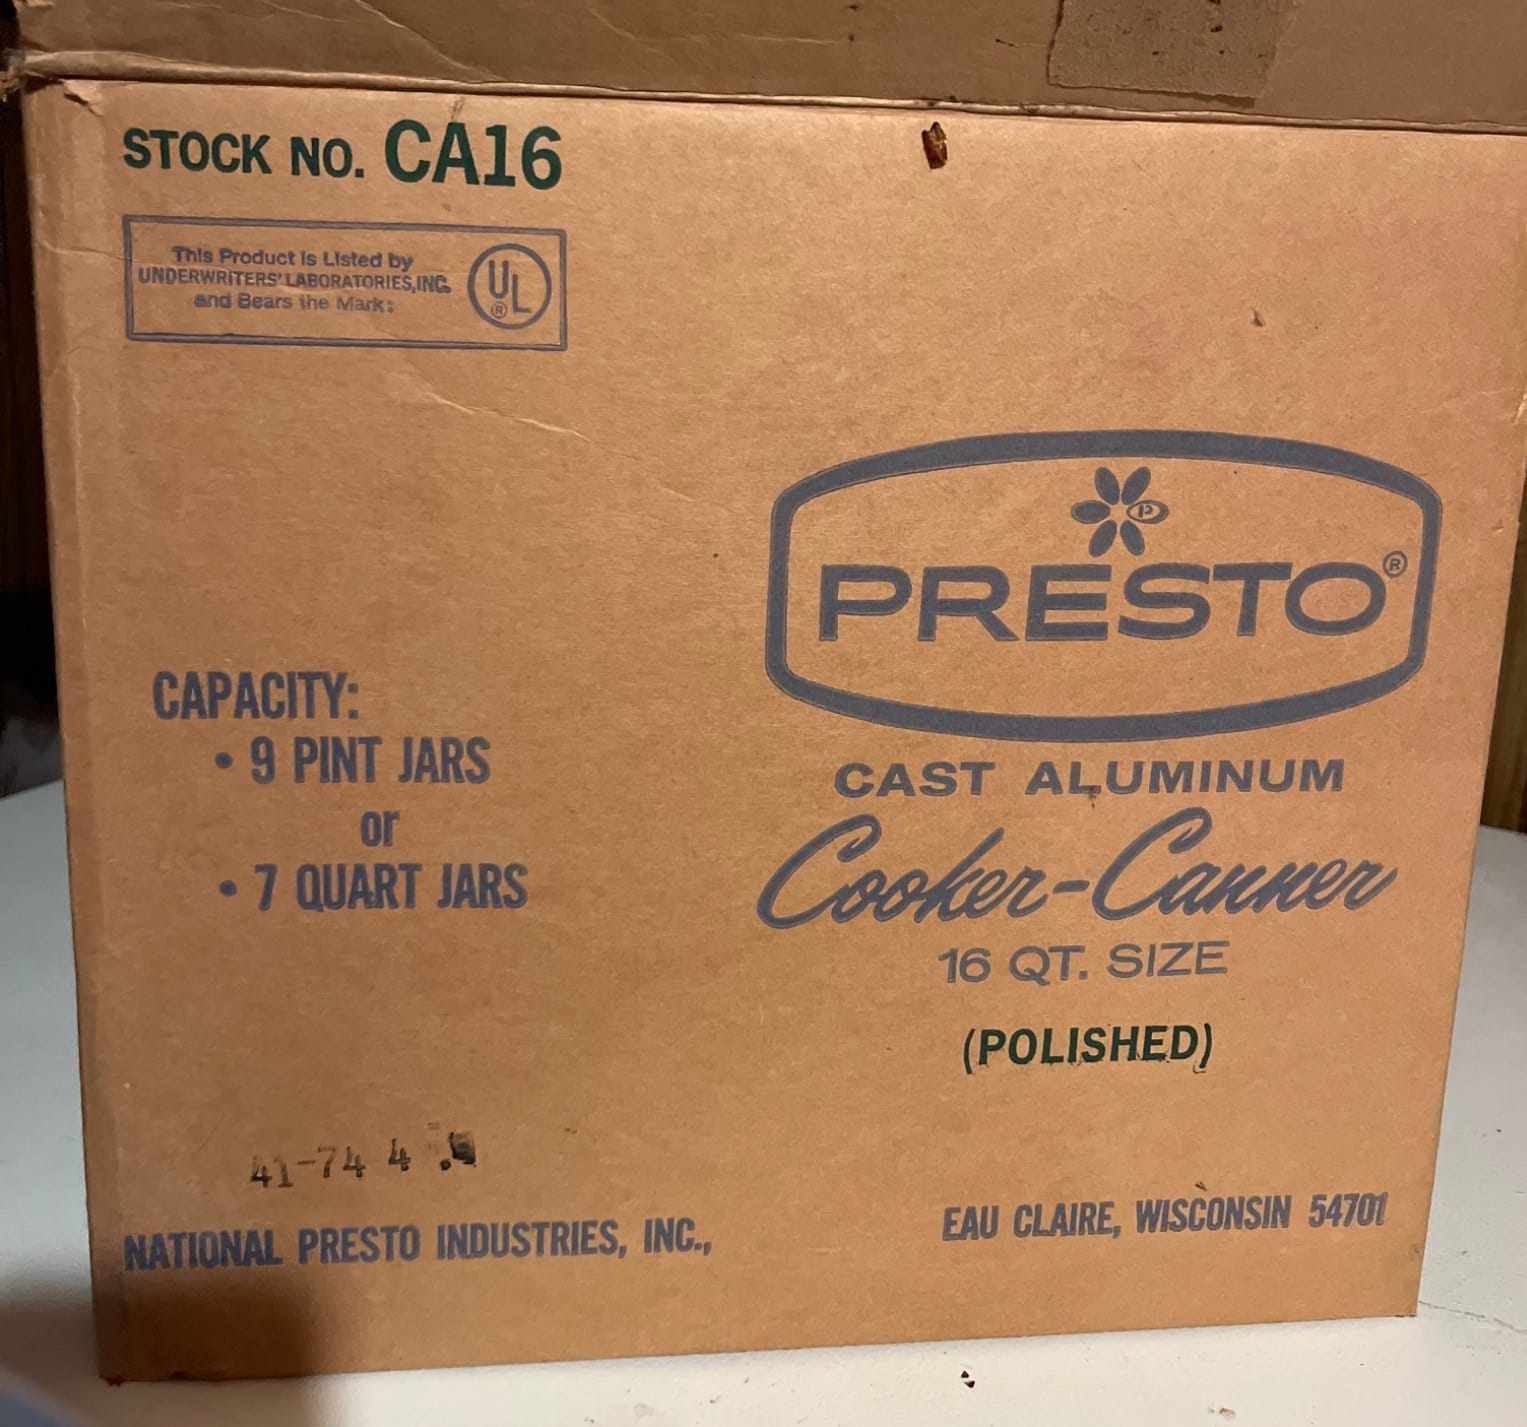 STOCK NO. CA16
This Product Is Listed by
UNDERWRITERS' LABORATORIES, INC.
and Bears the Mark:
UL
®
P
PRESTO®
CAST ALUMINUM
Cooker-Canner
16 QT. SIZE
(POLISHED)
CAPACITY:
• 9 PINT JARS
or
• 7 QUART JARS
41-74 4
NATIONAL PRESTO INDUSTRIES, INC.,
EAU CLAIRE, WISCONSIN 54701